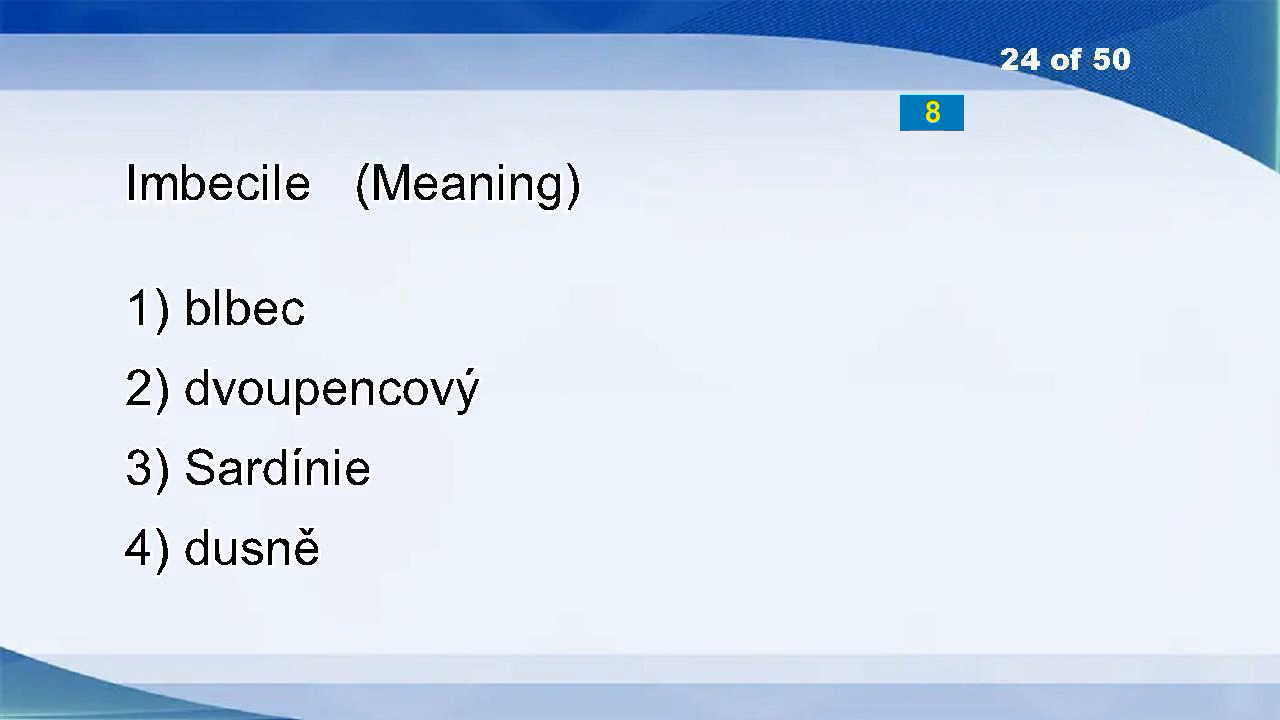 24 of 50
8
Imbecile (Meaning)
1) blbec
2) dvoupencový
3) Sardínie
4) dusně